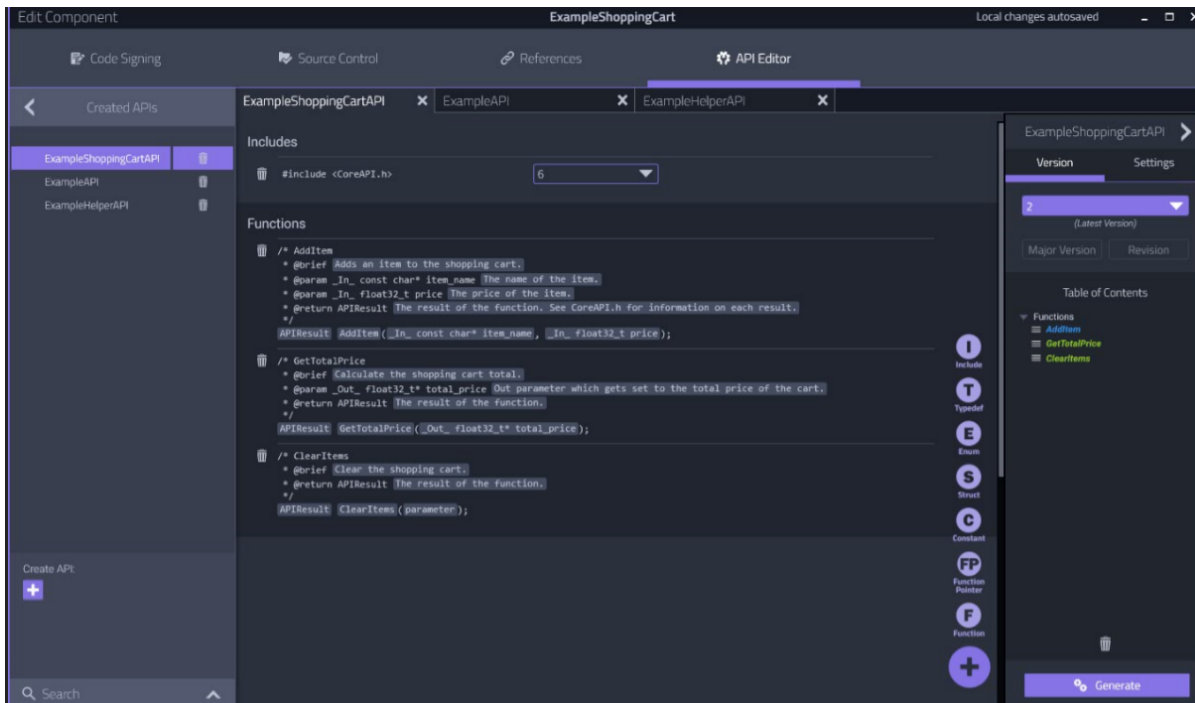 Edit Component
ExampleShoppingCart
Local changes autosaved
Code Signing
Source Control
References
API Editor
Created APIs
ExampleShoppingCartAPI
ExampleAPI
ExampleHelperAPI
Create API:
Search
ExampleShoppingCartAPI
ExampleAPI
ExampleHelperAPI
Includes
#include <CoreAPI.h>
6
Functions
/* AddItem
* @brief Adds an item to the shopping cart.
* @param _In_ const char* item_name The name of the item.
* @param _In_ float32_t price The price of the item.
* @return APIResult The result of the function. See CoreAPI.h for information on each result.
*/
APIResult AddItem(_In_ const char* item_name, _In_ float32_t price);
/* GetTotalPrice
* @brief Calculate the shopping cart total.
* @param _Out_ float32_t* total_price Out parameter which gets set to the total price of the cart.
* @return APIResult The result of the function.
*/
APIResult GetTotalPrice(_Out_ float32_t* total_price);
/* ClearItems
* @brief Clear the shopping cart.
* @return APIResult The result of the function.
*/
APIResult ClearItems(parameter);
I
Include
T
Typedef
E
Enum
S
Struct
C
Constant
FP
Function
Pointer
F
Function
ExampleShoppingCartAPI
Version
Settings
2
(Latest Version)
Major Version
Revision
Table of Contents
Functions
AddItem
GetTotalPrice
ClearItems
Generate